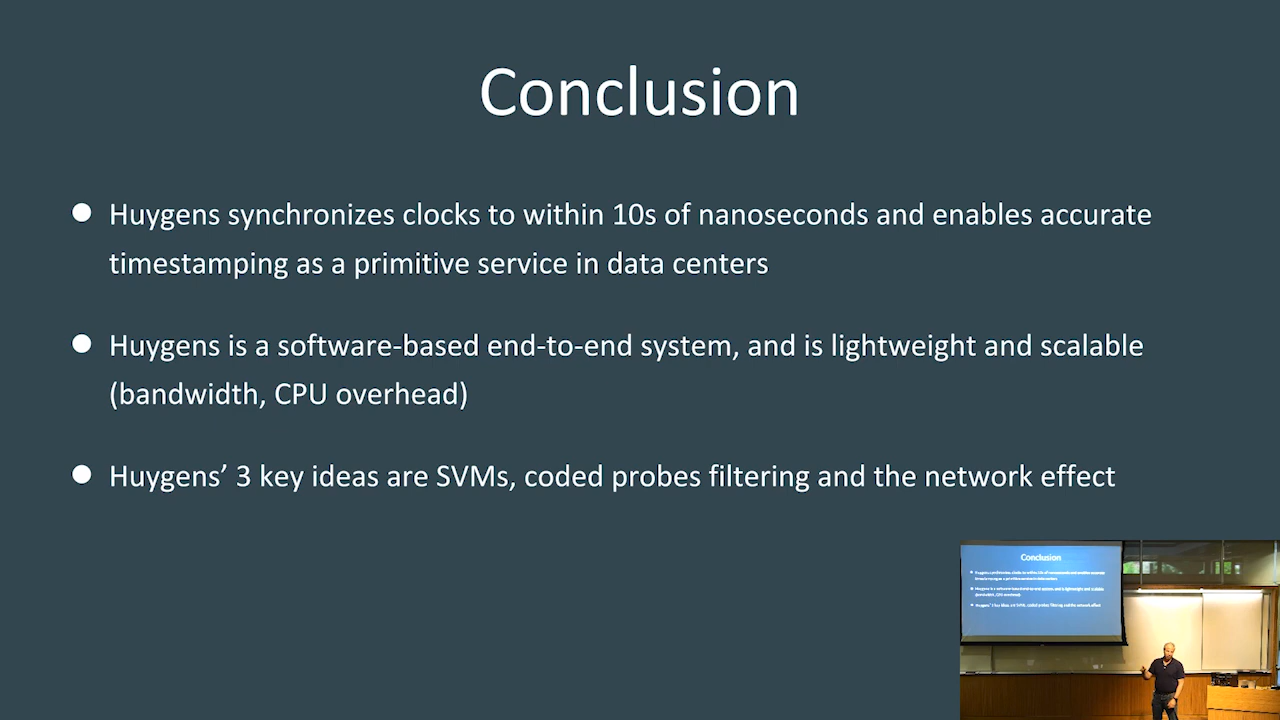 Conclusion
● Huygens synchronizes clocks to within 10s of nanoseconds and enables accurate
timestamping as a primitive service in data centers
● Huygens is a software-based end-to-end system, and is lightweight and scalable
(bandwidth, CPU overhead)
● Huygens’ 3 key ideas are SVMs, coded probes filtering and the network effect
Conclusion